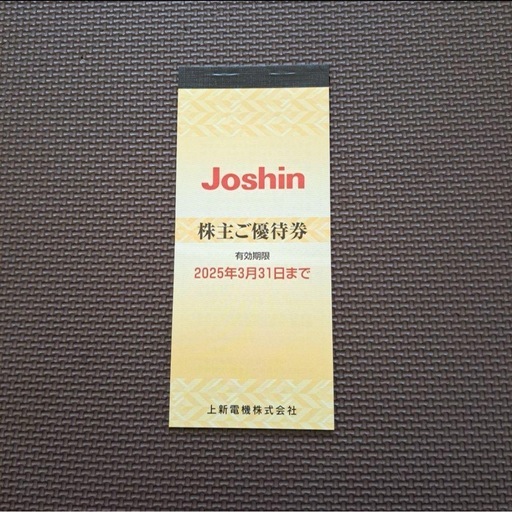 Joshin
株主ご優待券
有効期限
2025年3月31日まで
上新電機株式会社